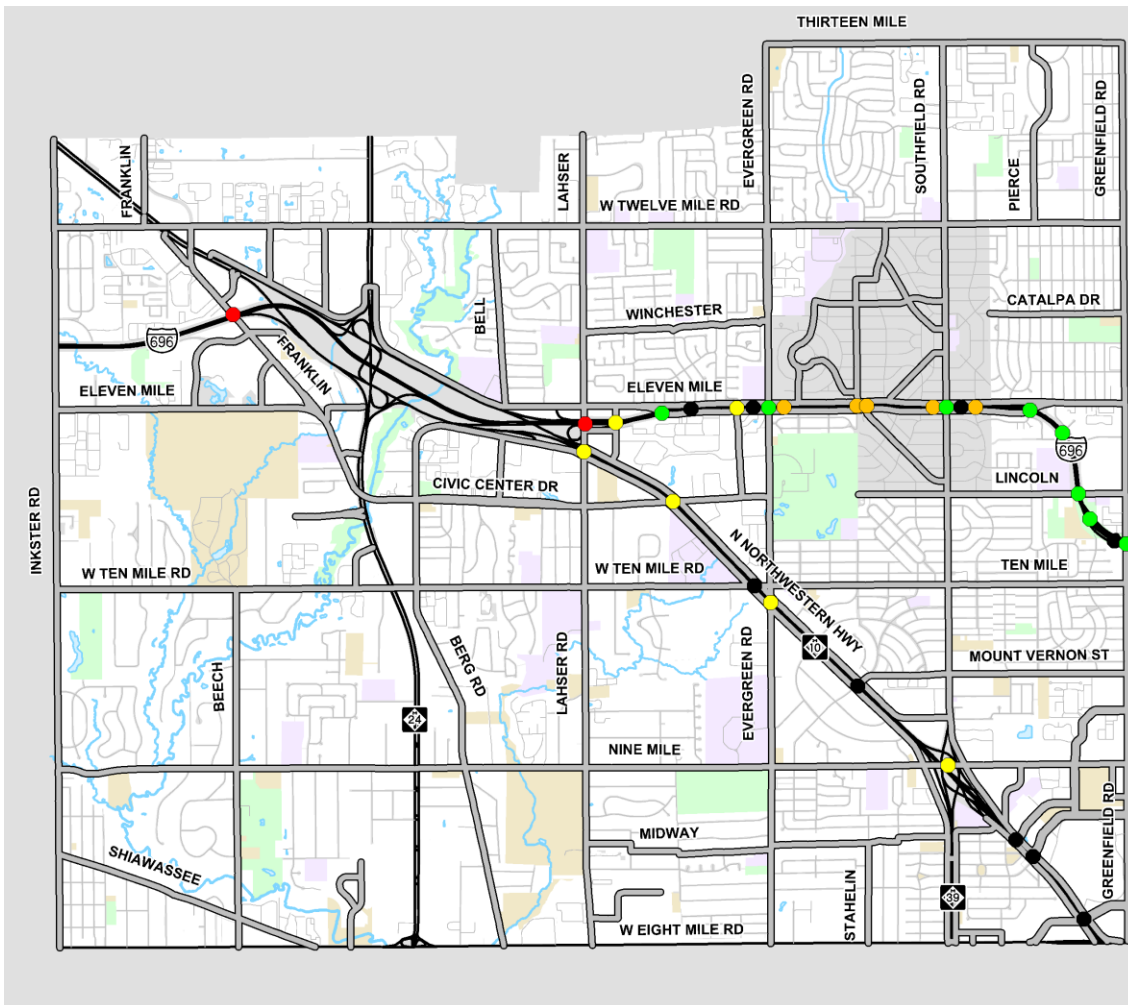 THIRTEEN MILE
FRANKLIN
LAHSER
EVERGREEN RD
SOUTHFIELD RD
PIERCE
GREENFIELD RD
W TWELVE MILE RD
BELL
WINCHESTER
CATALPA DR
696
FRANKLIN
ELEVEN MILE
ELEVEN MILE
696
LINCOLN
CIVIC CENTER DR
INKSTER RD
W TEN MILE RD
W TEN MILE RD
N NORTHWESTERN HWY
TEN MILE
BEECH
BERG RD
LAHSER RD
EVERGREEN RD
10
MOUNT VERNON ST
24
NINE MILE
MIDWAY
GREENFIELD RD
SHIAWASSEE
STAHELIN
39
W EIGHT MILE RD